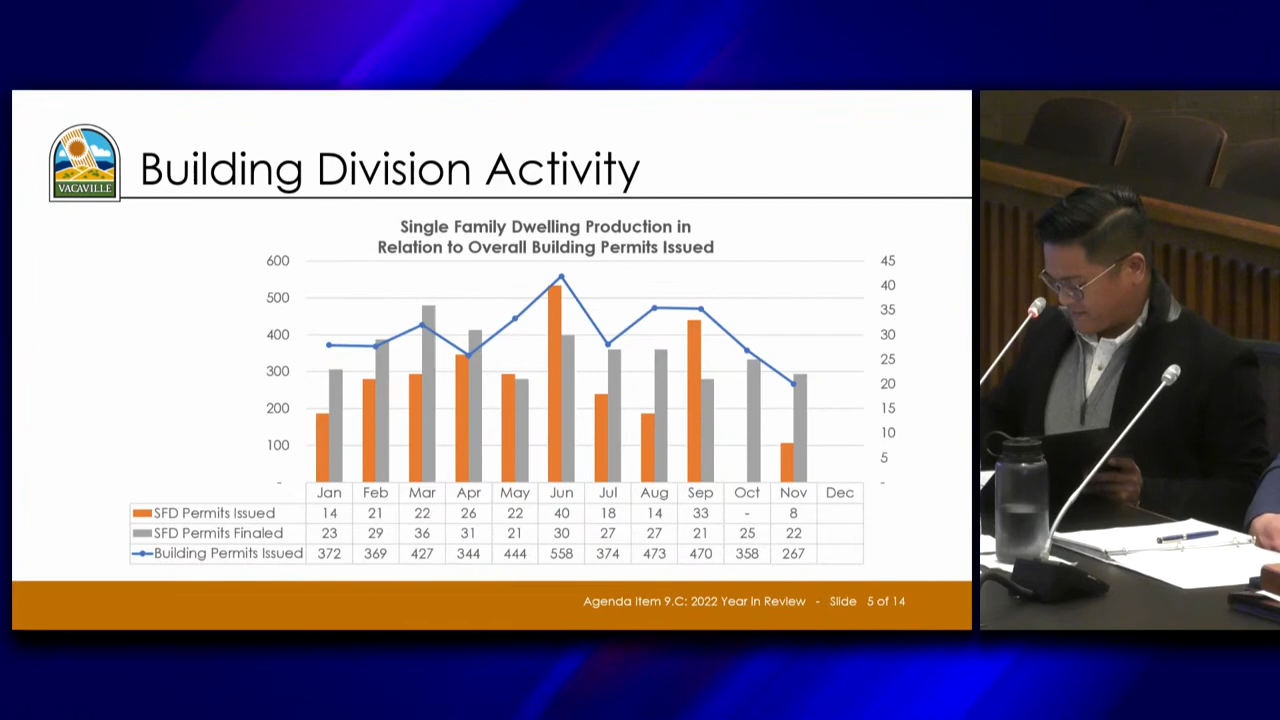 VACAVILLE
Building Division Activity
Single Family Dwelling Production in
Relation to Overall Building Permits Issued
600 45
40
500 35
400 30
25
300 20
200 15
10
100 5
- -
Jan Feb Mar Apr May Jun Jul Aug Sep Oct Nov Dec
SFD Permits Issued 14 21 22 26 22 40 18 14 33 - 8
SFD Permits Finaled 23 29 36 31 21 30 27 27 21 25 22
Building Permits Issued 372 369 427 344 444 558 374 473 470 358 267
Agenda Item 9.C: 2022 Year in Review - Slide 5 of 14